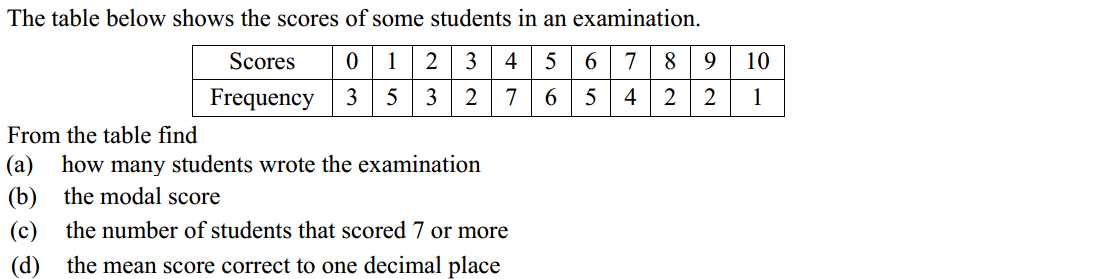 The table below shows the scores of some students in an examination.
Scores 0 1 2 3 4 5 6 7 8 9 10
Frequency 3 5 3 2 7 6 5 4 2 2 1
From the table find
(a) how many students wrote the examination
(b) the modal score
(c) the number of students that scored 7 or more
(d) the mean score correct to one decimal place